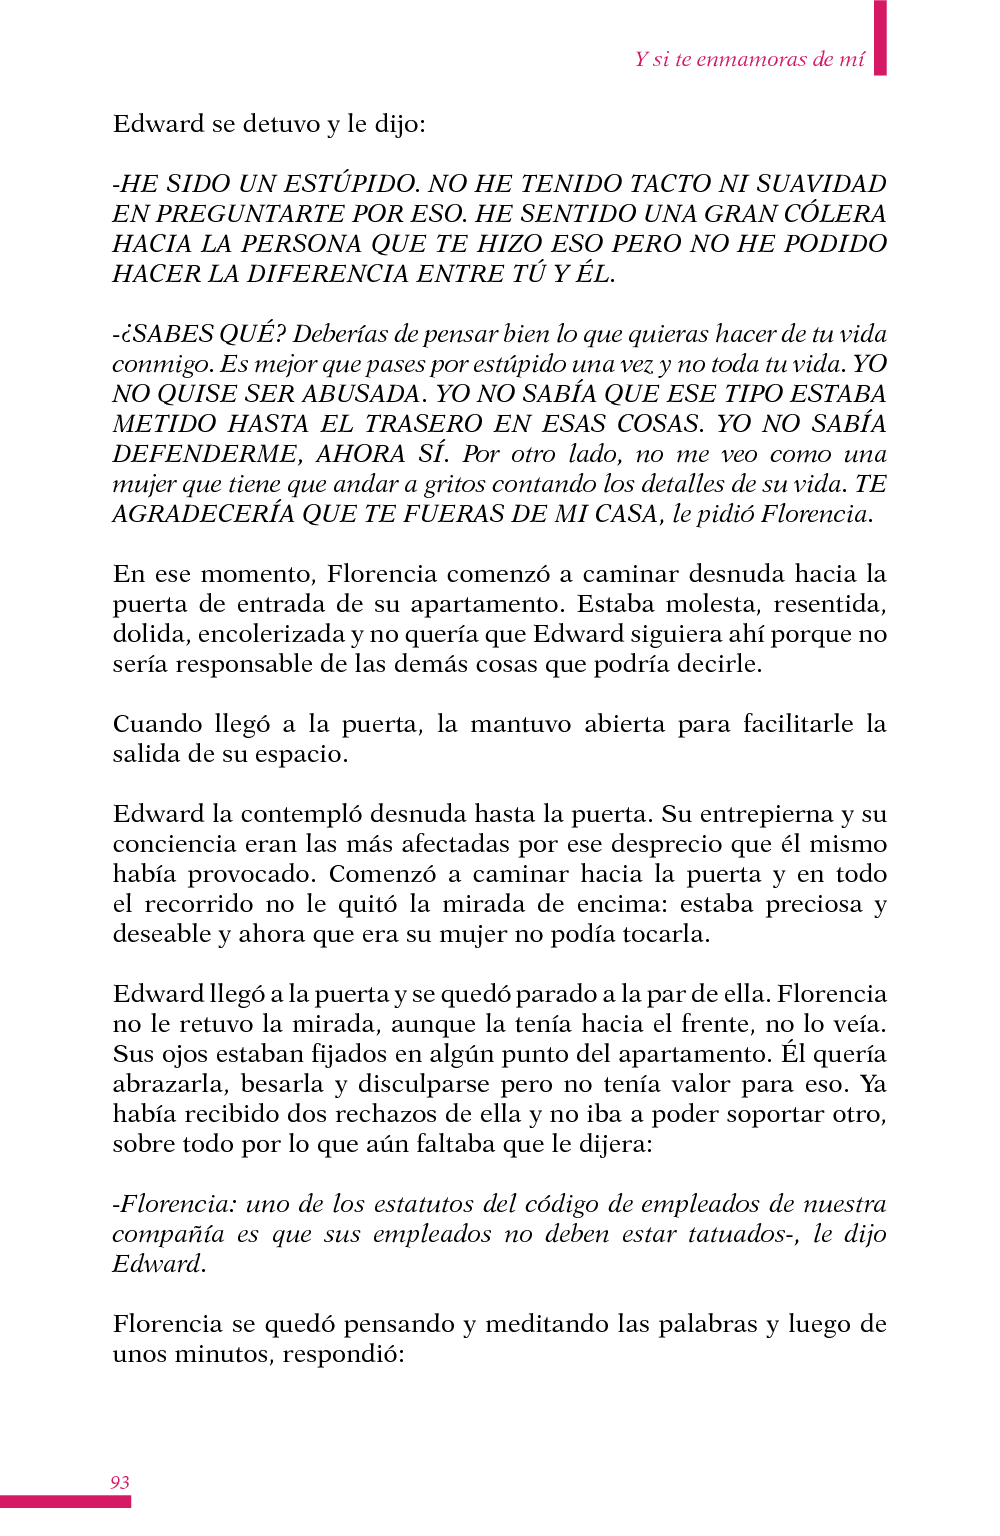 Y si te enmamoras de mí
Edward se detuvo y le dijo:
-HE SIDO UN ESTÚPIDO. NO HE TENIDO TACTO NI SUAVIDAD
EN PREGUNTARTE POR ESO. HE SENTIDO UNA GRAN CÓLERA
HACIA LA PERSONA QUE TE HIZO ESO PERO NO HE PODIDO
HACER LA DIFERENCIA ENTRE TÚ Y ÉL.
-¿SABES QUÉ? Deberías de pensar bien lo que quieras hacer de tu vida
conmigo. Es mejor que pases por estúpido una vez y no toda tu vida. YO
NO QUISE SER ABUSADA. YO NO SABÍA QUE ESE TIPO ESTABA
METIDO HASTA EL TRASERO EN ESAS COSAS. YO NO SABÍA
DEFENDERME, AHORA SÍ. Por otro lado, no me veo como una
mujer que tiene que andar a gritos contando los detalles de su vida. TE
AGRADECERÍA QUE TE FUERAS DE MI CASA, le pidió Florencia.
En ese momento, Florencia comenzó a caminar desnuda hacia la
puerta de entrada de su apartamento. Estaba molesta, resentida,
dolida, encolerizada y no quería que Edward siguiera ahí porque no
sería responsable de las demás cosas que podría decirle.
Cuando llegó a la puerta, la mantuvo abierta para facilitarle la
salida de su espacio.
Edward la contempló desnuda hasta la puerta. Su entrepierna y su
conciencia eran las más afectadas por ese desprecio que él mismo
había provocado. Comenzó a caminar hacia la puerta y en todo
el recorrido no le quitó la mirada de encima: estaba preciosa y
deseable y ahora que era su mujer no podía tocarla.
Edward llegó a la puerta y se quedó parado a la par de ella. Florencia
no le retuvo la mirada, aunque la tenía hacia el frente, no lo veía.
Sus ojos estaban fijados en algún punto del apartamento. Él quería
abrazarla, besarla y disculparse pero no tenía valor para eso. Ya
había recibido dos rechazos de ella y no iba a poder soportar otro,
sobre todo por lo que aún faltaba que le dijera:
-Florencia: uno de los estatutos del código de empleados de nuestra
compañía es que sus empleados no deben estar tatuados-, le dijo
Edward.
Florencia se quedó pensando y meditando las palabras y luego de
unos minutos, respondió:
93